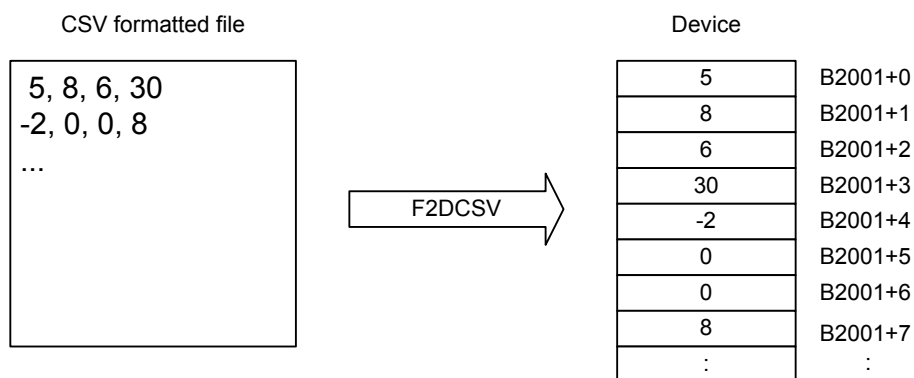 CSV formatted file
5, 8, 6, 30
-2, 0, 0, 8
...
F2DCSV
Device
5 B2001+0
8 B2001+1
6 B2001+2
30 B2001+3
-2 B2001+4
0 B2001+5
0 B2001+6
8 B2001+7
: :